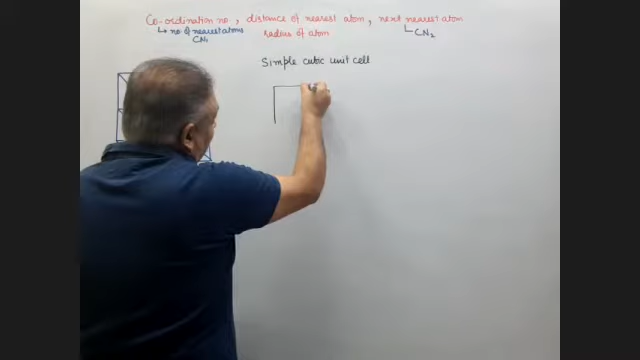 Co-ordination no, distance of nearest atom, next nearest atom
↳ no of nearest atoms radius of atom ↳ CN2
CN1
Simple cubic unit cell